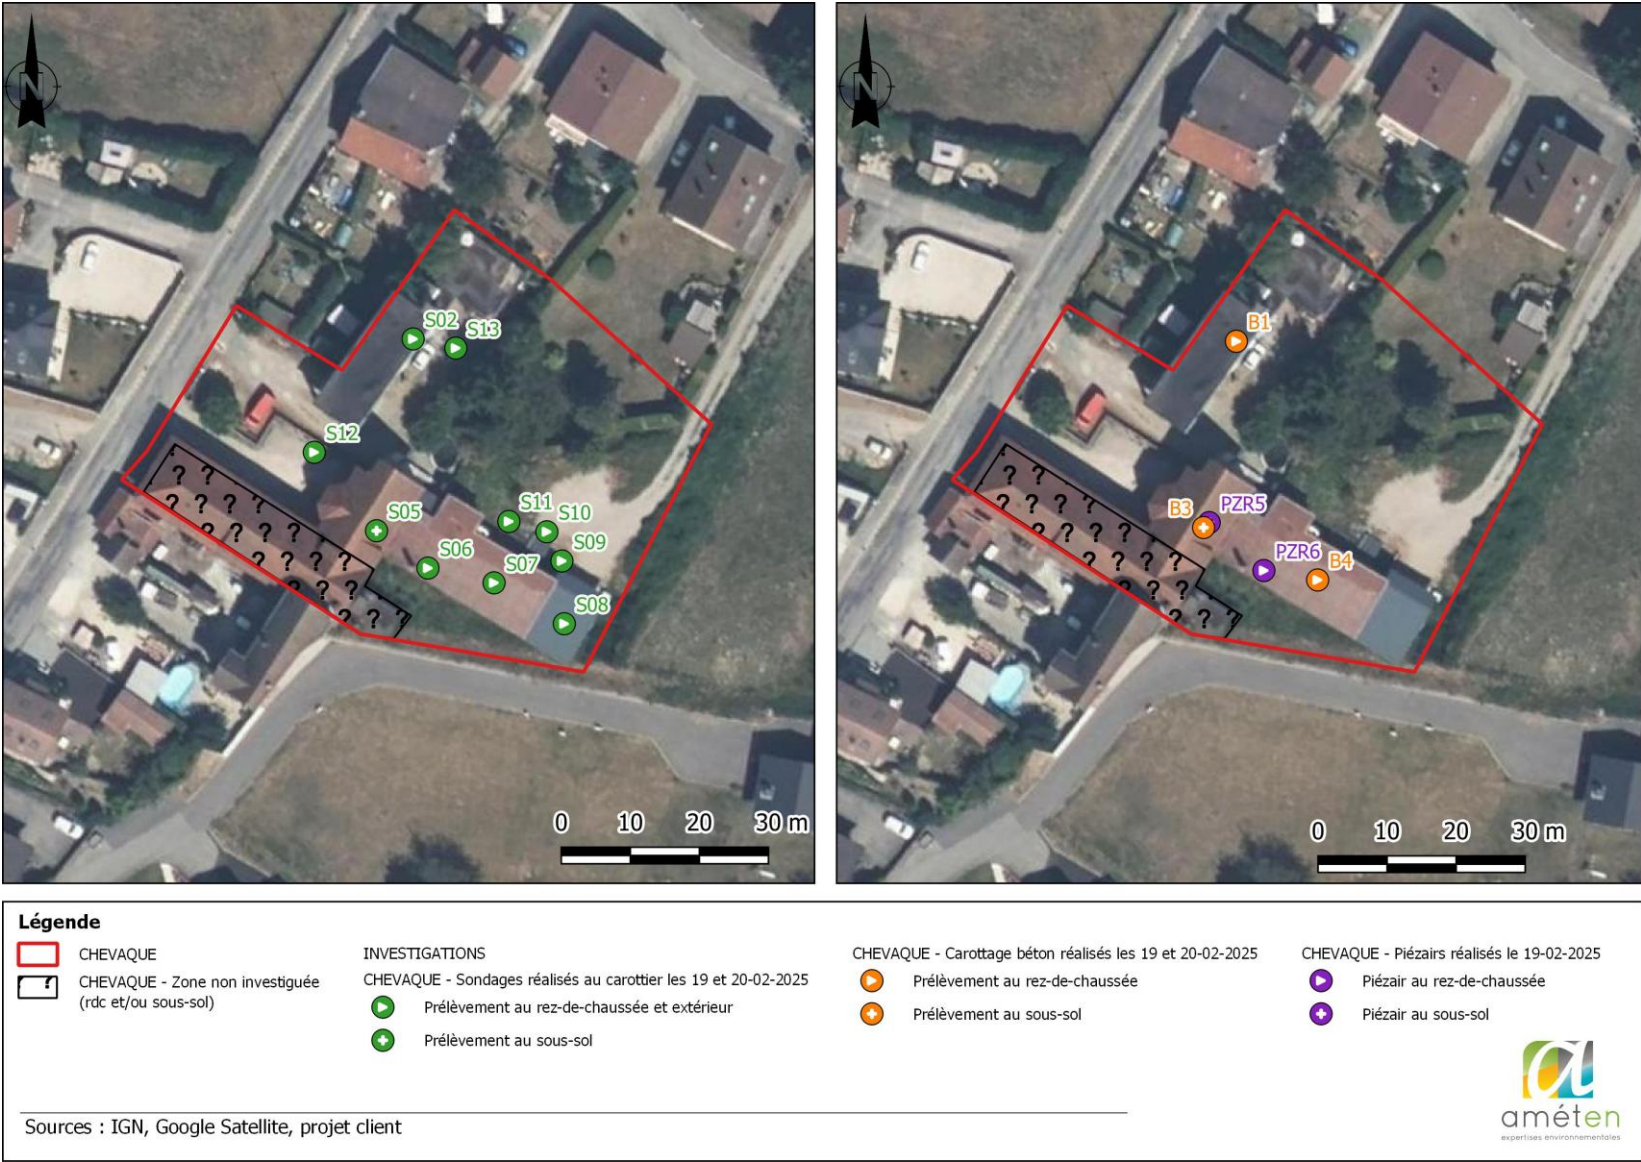 N
S02
S13
S12
S11
S10
S05
S09
S06
S07
S08
? ? ? ? ? ? ? ? ? ? ? ? ? ? ? ? ?
0 10 20 30 m
N
B1
B3
PZR5
PZR6
B4
? ? ? ? ? ? ? ? ? ? ? ? ? ? ? ? ?
0 10 20 30 m
Légende
CHEVAQUE
? CHEVAQUE - Zone non investiguée
(rdc et/ou sous-sol)
INVESTIGATIONS
CHEVAQUE - Sondages réalisés au carottier les 19 et 20-02-2025
Prélèvement au rez-de-chaussée et extérieur
Prélèvement au sous-sol
CHEVAQUE - Carottage béton réalisés les 19 et 20-02-2025
Prélèvement au rez-de-chaussée
Prélèvement au sous-sol
CHEVAQUE - Piézairs réalisés le 19-02-2025
Piézair au rez-de-chaussée
Piézair au sous-sol
Sources : IGN, Google Satellite, projet client
a
améten
expertises environnementales